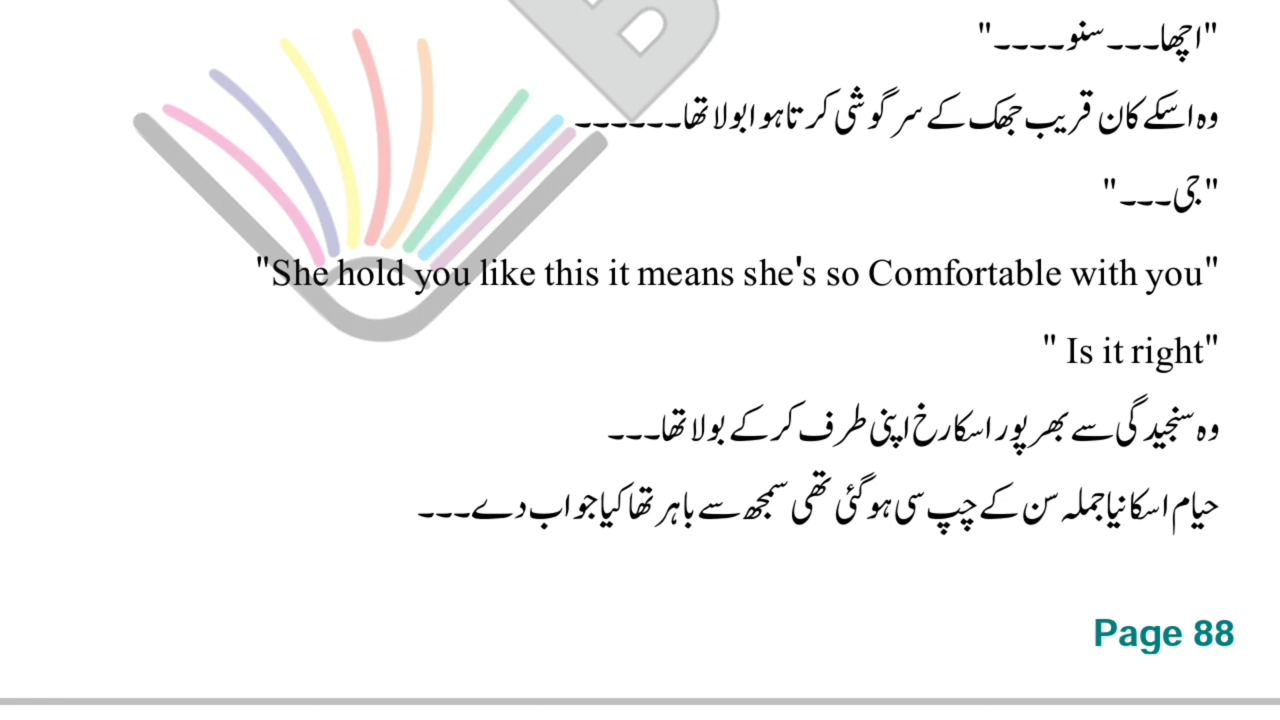 "اچھا۔۔۔سنو۔۔۔۔"
وہ اسکے کان قریب جھک کے سرگوشی کرتا ہوا بولا تھا۔۔۔۔۔۔
"جی۔۔۔"
"She hold you like this it means she's so Comfortable with you"
" Is it right"
وہ سنجیدگی سے بھرپور اسکا رخ اپنی طرف کرکے بولا تھا۔۔۔
حیام اسکا نیا جملہ سن کے چپ سی ہوگئی تھی سمجھ سے باہر تھا کیا جواب دے۔۔۔
Page 88